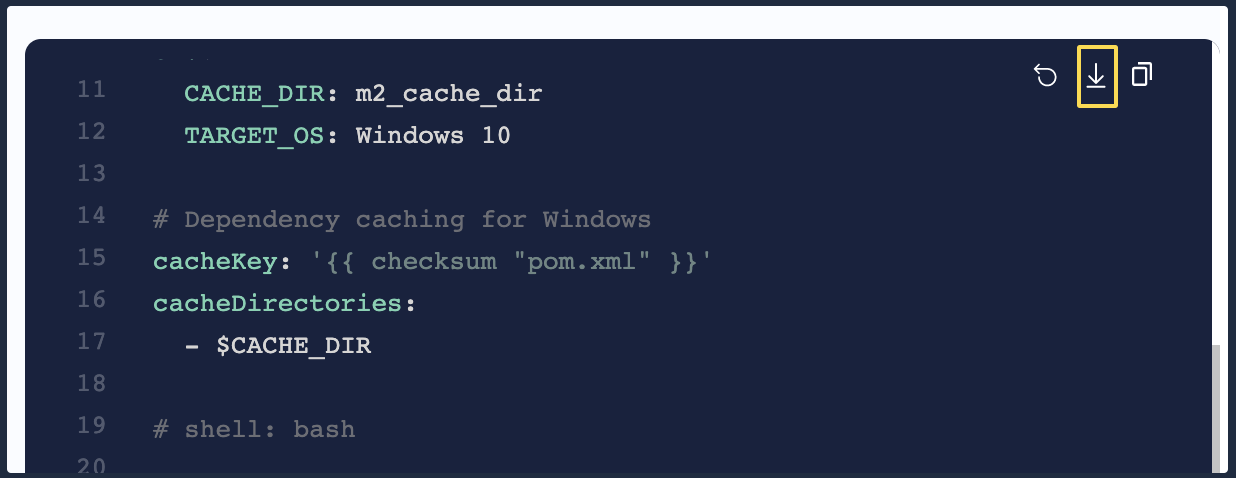 11 CACHE_DIR: m2_cache_dir
12 TARGET_OS: Windows 10
13
14 # Dependency caching for Windows
15 cacheKey: '{{ checksum "pom.xml" }}'
16 cacheDirectories:
17 - $CACHE_DIR
18
19 # shell: bash
20